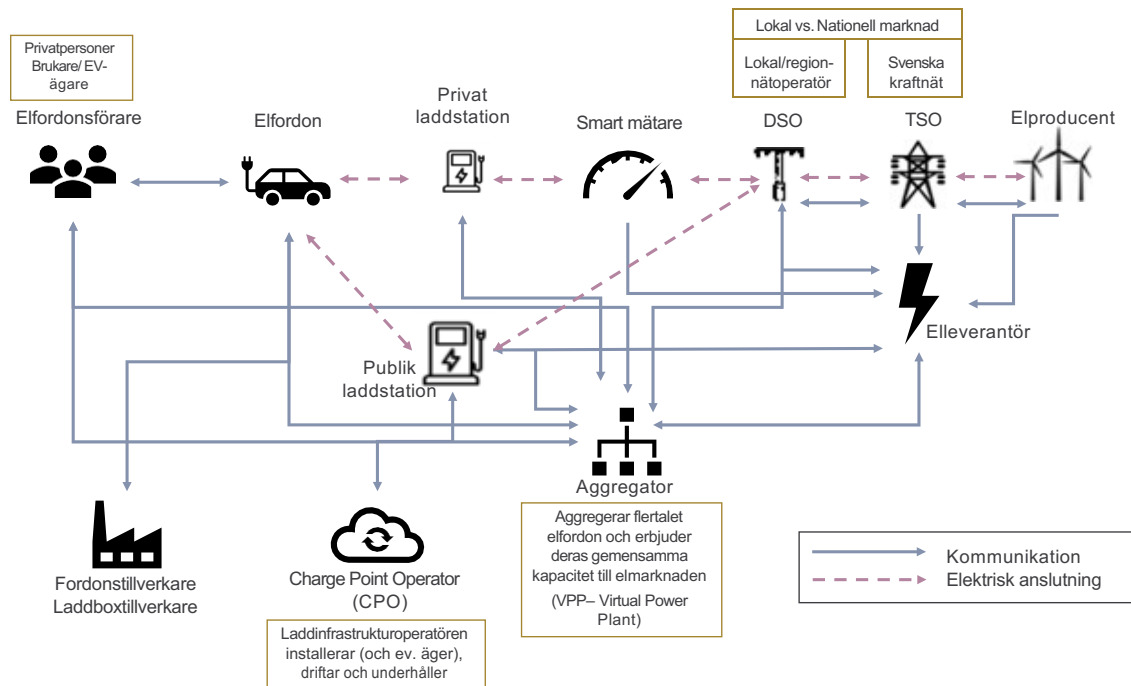 Lokal vs. Nationell marknad
Privatpersoner
Brukare/ EV-
ägare
Lokal/region-
nätoperatör
Svenska
kraftnät
Elfordonsförare
Elfordon
Privat
laddstation
Smart mätare
DSO
TSO
Elproducent
Elleverantör
Publik
laddstation
Aggregator
Aggregerar flertalet
elfordon och erbjuder
deras gemensamma
kapacitet till elmarknaden
(VPP– Virtual Power
Plant)
Fordonstillverkare
Laddboxtillverkare
Charge Point Operator
(CPO)
Laddinfrastrukturoperatören
installerar (och ev. äger),
driftar och underhåller
Kommunikation
Elektrisk anslutning